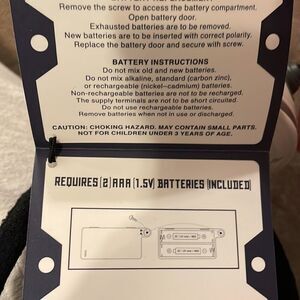 Remove the screw to access the battery compartment.
Open battery door.
Exhausted batteries are to be removed.
New batteries are to be inserted with correct polarity.
Replace the battery door and secure with screw.
BATTERY INSTRUCTIONS
Do not mix old and new batteries.
Do not mix alkaline, standard (carbon zinc),
or rechargeable (nickel–cadmium) batteries.
Non-rechargeable batteries are not to be recharged.
The supply terminals are not to be short circuited.
Do not use rechargeable batteries.
Remove batteries when not in use or discharged.
CAUTION: CHOKING HAZARD. MAY CONTAIN SMALL PARTS.
NOT FOR CHILDREN UNDER 3 YEARS OF AGE.
REQUIRES (2) AAA (1.5V) BATTERIES (INCLUDED)